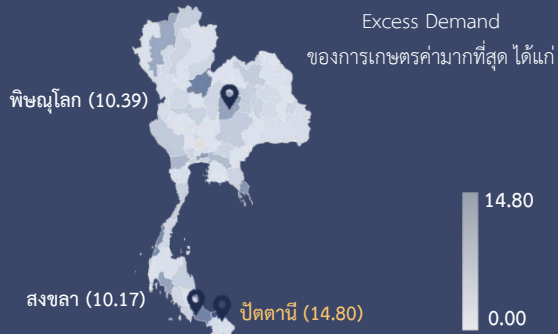 Excess Demand
ของการเกษตรค่ามากที่สุด ได้แก่
พิษณุโลก (10.39)
14.80
สงขลา (10.17)
ปัตตานี (14.80)
0.00